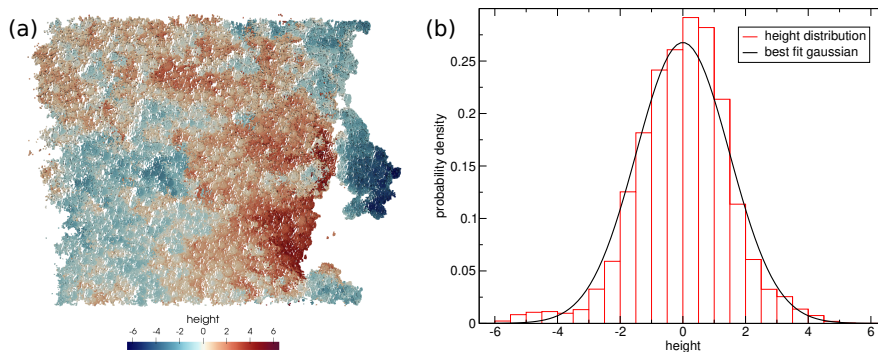 (a)
height
-6 -4 -2 0 2 4 6
(b)
height distribution
best fit gaussian
probability density
0.25
0.2
0.15
0.1
0.05
0
-6 -4 -2 0 2 4 6
height